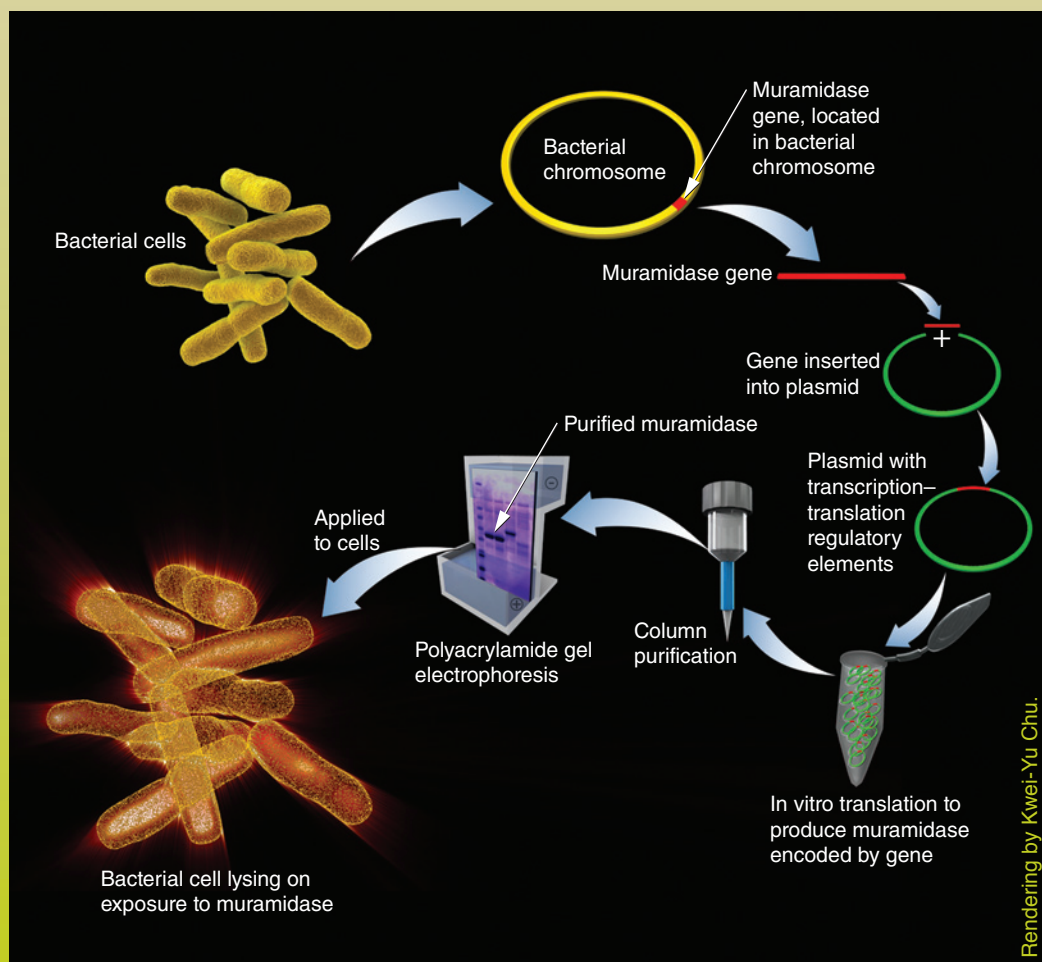 Muramidase
gene, located
in bacterial
chromosome
Bacterial
chromosome
Bacterial cells
Muramidase gene
+
Gene inserted
into plasmid
Purified muramidase
Plasmid with
transcription–
translation
regulatory
elements
−
+
Applied
to cells
Column
purification
Polyacrylamide gel
electrophoresis
In vitro translation to
produce muramidase
encoded by gene
Bacterial cell lysing on
exposure to muramidase
Rendering by Kwei-Yu Chu.